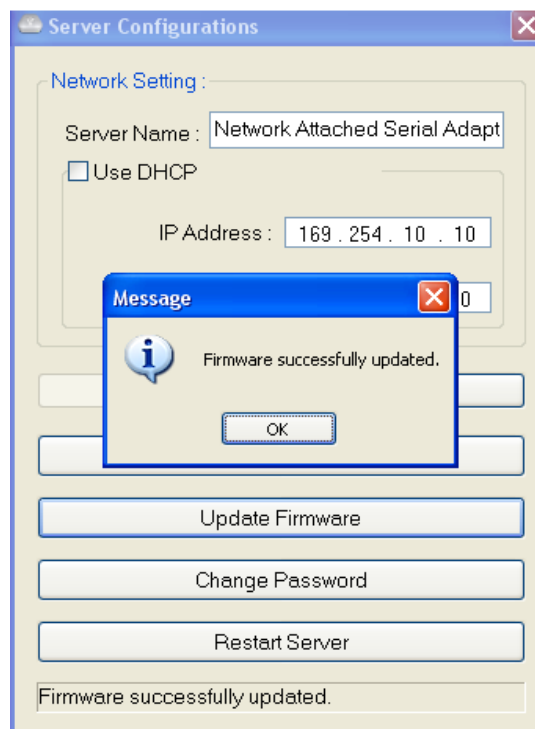 Server Configurations
Network Setting :
Server Name : Network Attached Serial Adapt
Use DHCP
IP Address : 169 . 254 . 10 . 10
Message
0
Firmware successfully updated.
OK
Update Firmware
Change Password
Restart Server
Firmware successfully updated.